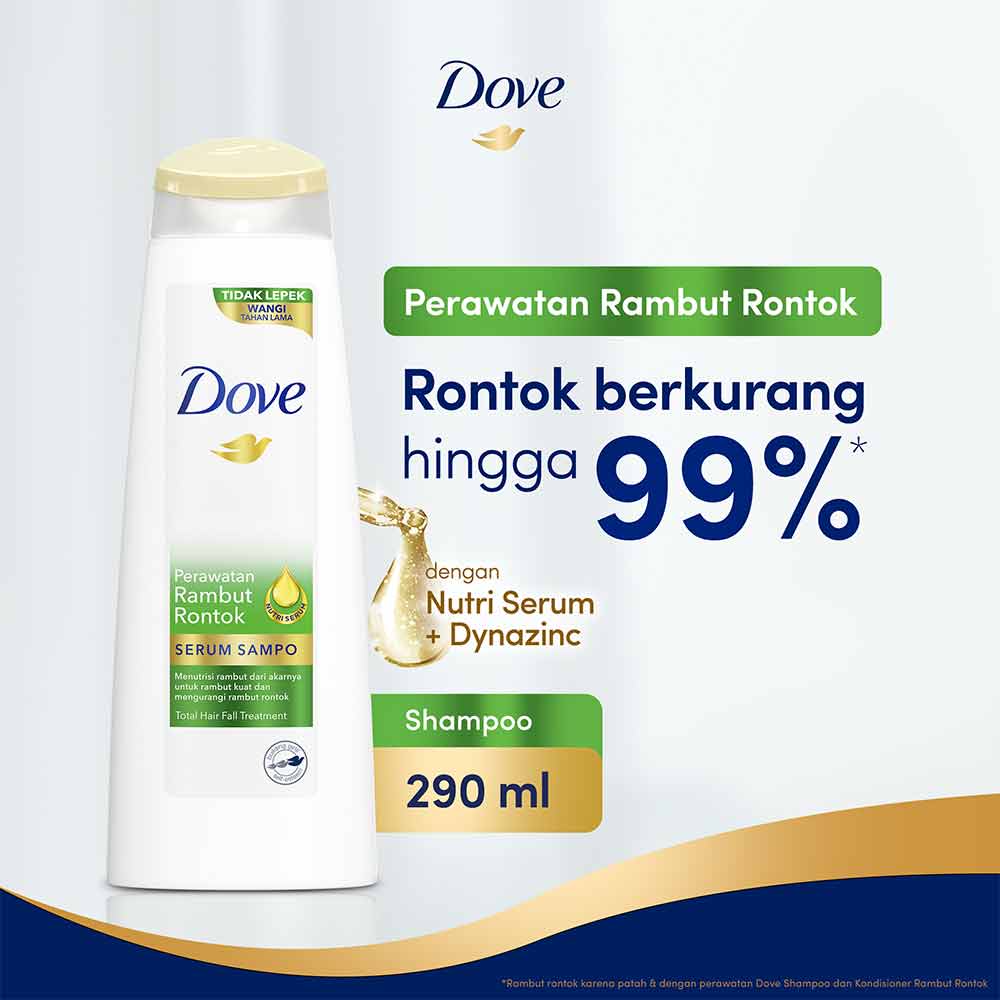 Dove
TIDAK LEPEK
WANGI
TAHAN LAMA
Dove
Perawatan
Rambut
Rontok
NUTRI SERUM
SERUM SAMPO
Menutrisi rambut dari akarnya
untuk rambut kuat dan
mengurangi rambut rontok
Total Hair Fall Treatment
Perawatan Rambut Rontok
Rontok berkurang
hingga 99%*
dengan
Nutri Serum
+ Dynazinc
Shampoo
290 ml
*Rambut rontok karena patah & dengan perawatan Dove Shampoo dan Kondisioner Rambut Rontok